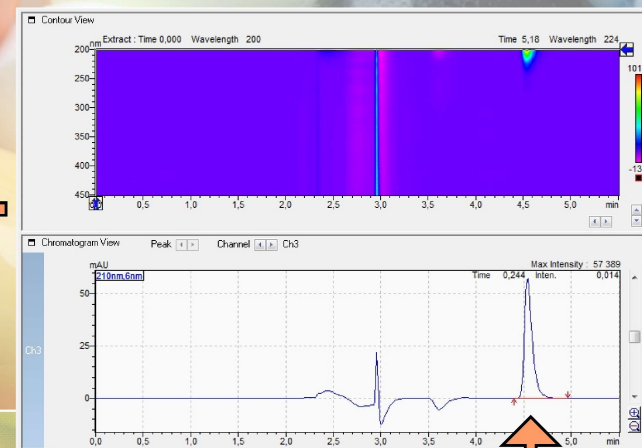 Contour View
Extract : Time 0,000 Wavelength 200 Time 5,18 Wavelength 224
nm
200
250
300
350
400
450
101
-13
0,5 1,0 1,5 2,0 2,5 3,0 3,5 4,0 4,5 5,0 min
Chromatogram View Peak Channel Ch3
mAU Max Intensity : 57 389
210nm,6nm Time 0,244 Inten. 0,014
50
25
0
Ch3
0,0 0,5 1,0 1,5 2,0 2,5 3,0 3,5 4,0 4,5 5,0 min